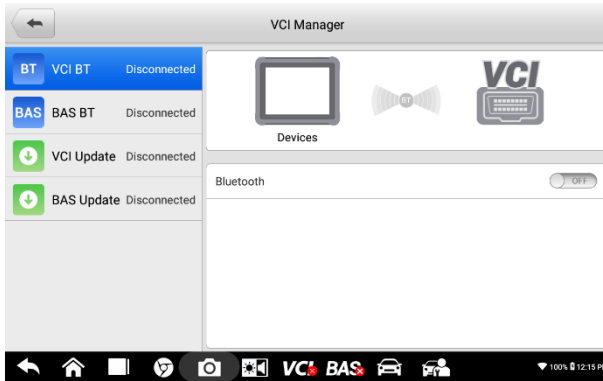 VCI Manager
BT VCI BT Disconnected
BAS BAS BT Disconnected
VCI Update Disconnected
BAS Update Disconnected
BT
VCI
Devices
Bluetooth OFF
VCI BAS 100% 12:15 P